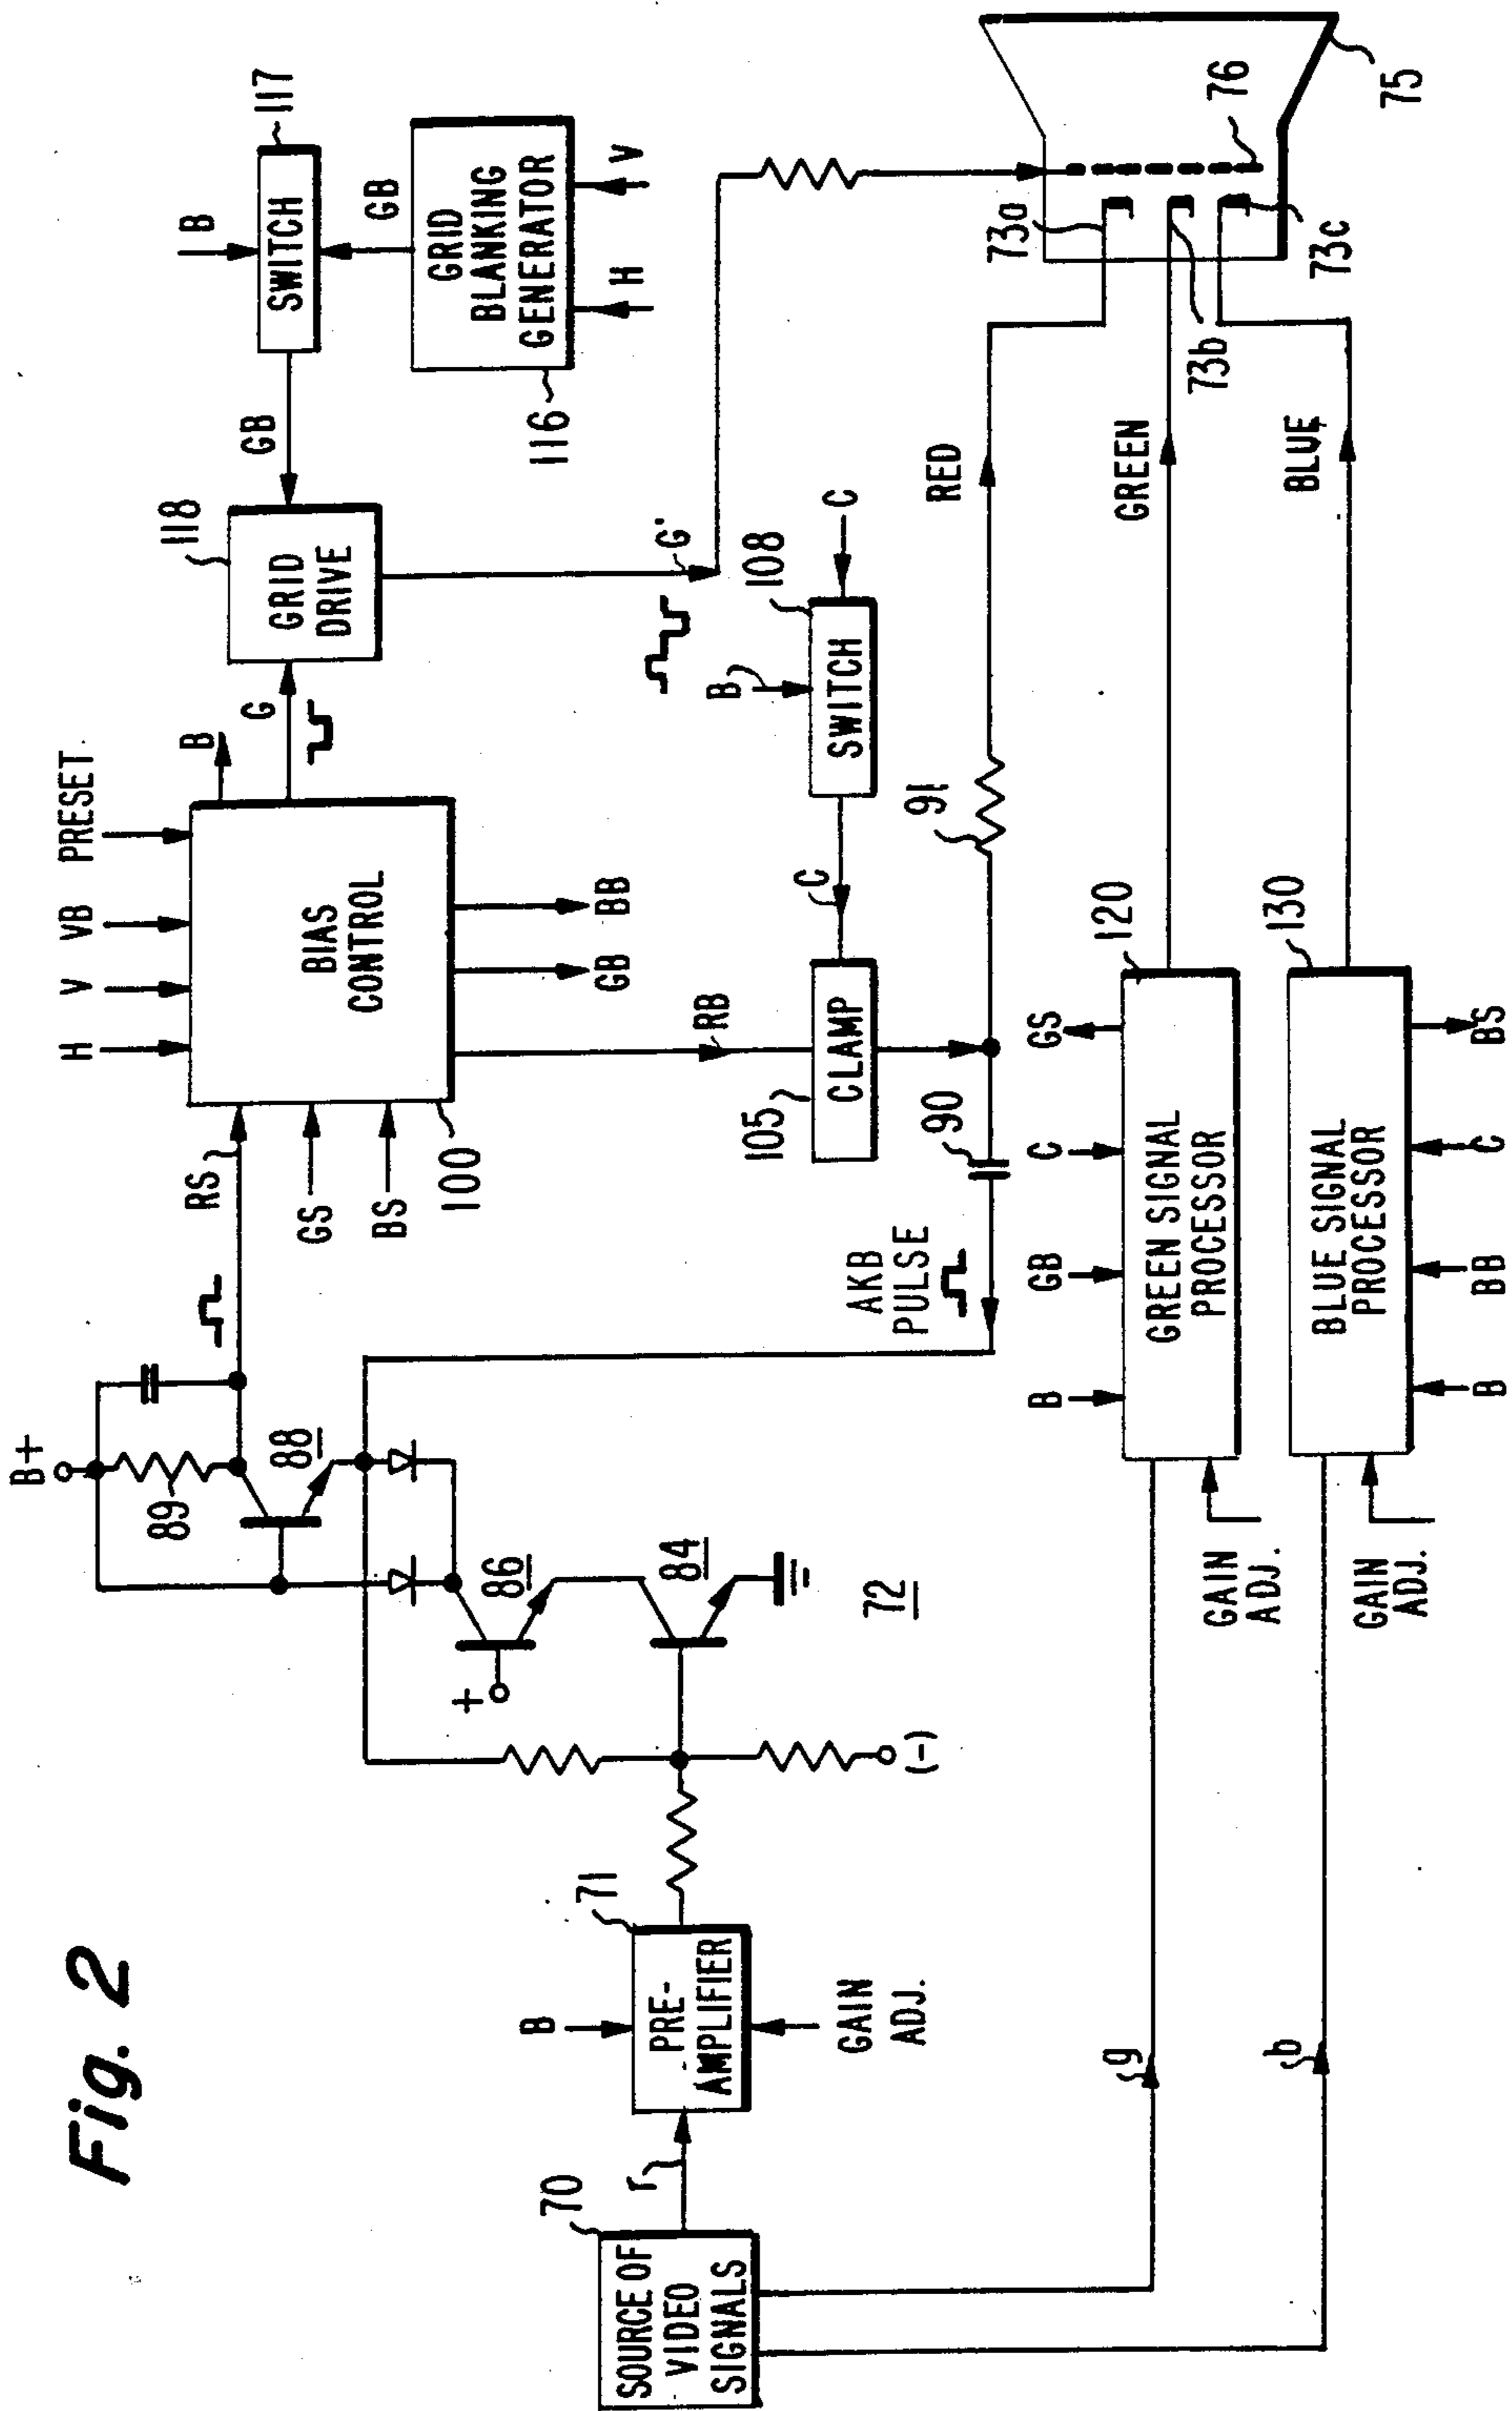 Fig. 2
B+
89
88
86
+
84
72
(-)
RS
GS
BS
100
H
V
VB
PRESET
BIAS
CONTROL
B
G
RB
GB
BB
118
GRID
DRIVE
GB
B
SWITCH
117
GB
GRID
BLANKING
GENERATOR
116
H
V
G'
105
CLAMP
C
B
SWITCH
108
C
AKB
PULSE
90
91
RED
GREEN
BLUE
73a
73b
73c
76
75
70
SOURCE OF
VIDEO
SIGNALS
r
71
B
PRE-
AMPLIFIER
GAIN
ADJ.
g
b
GAIN
ADJ.
B
GB
C
GS
120
GREEN SIGNAL
PROCESSOR
GAIN
ADJ.
130
BLUE SIGNAL
PROCESSOR
B
BB
C
BS